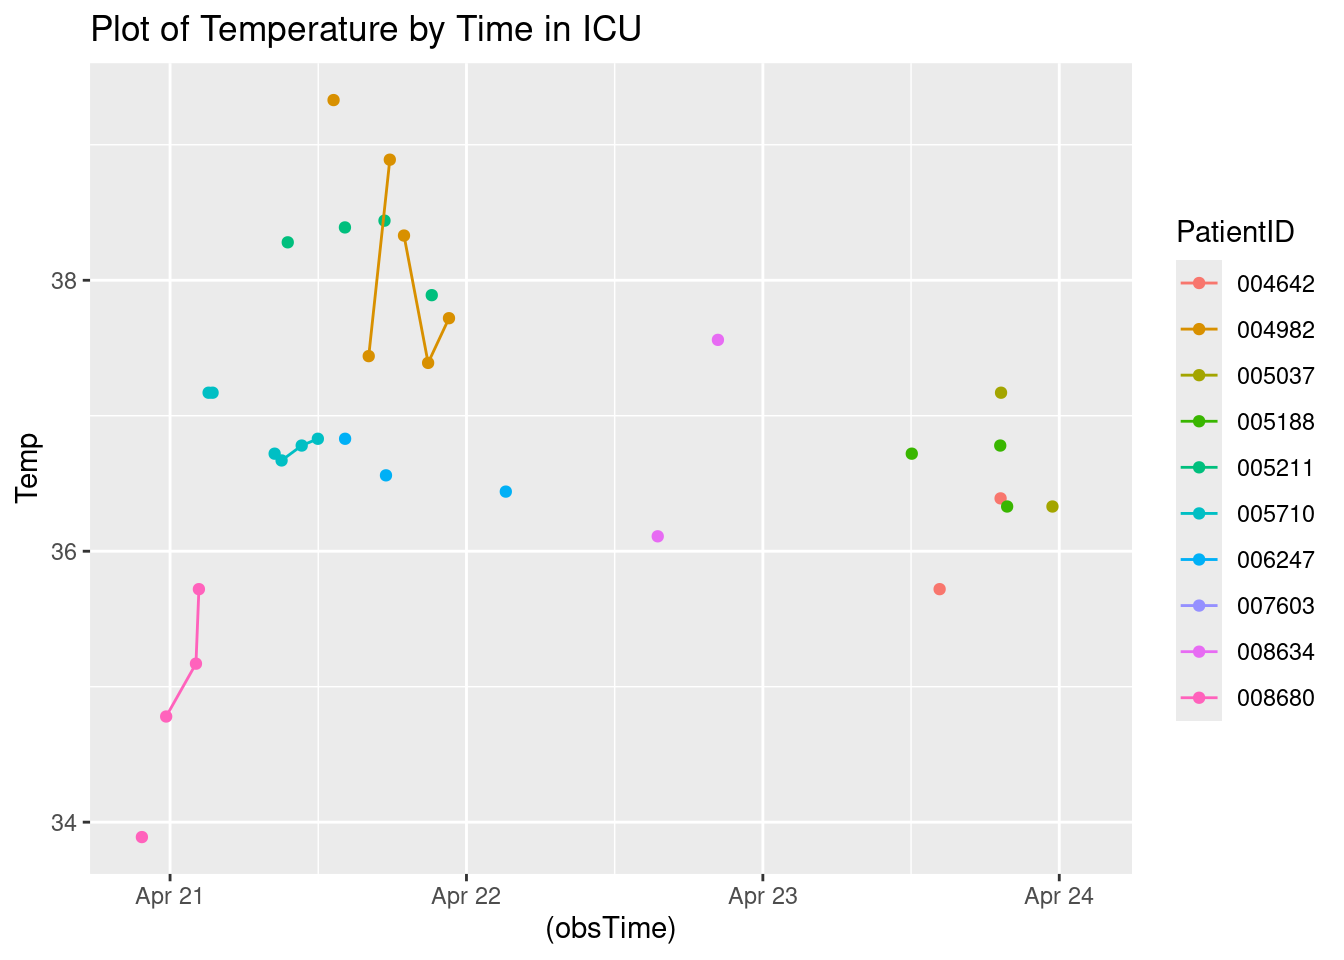 Plot of Temperature by Time in ICU
Temp
38
36
34
Apr 21
Apr 22
Apr 23
Apr 24
(obsTime)
PatientID
004642
004982
005037
005188
005211
005710
006247
007603
008634
008680